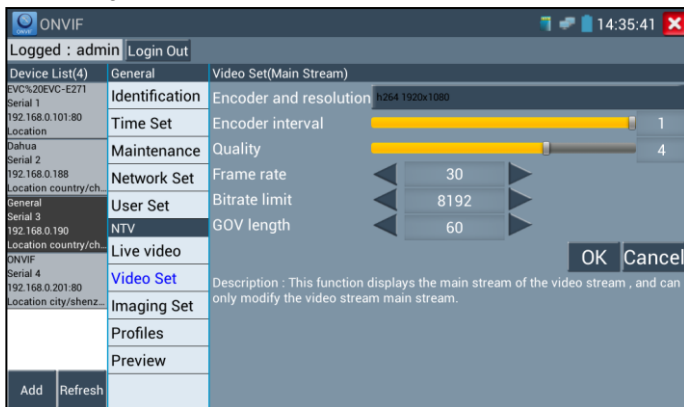 ONVIF
14:35:41
Logged : admin Login Out
Device List(4)
EVC%20EVC-E271
Serial 1
192.168.0.101:80
Location
Dahua
Serial 2
192.168.0.188
Location country/ch...
General
Serial 3
192.168.0.190
Location country/ch...
ONVIF
Serial 4
192.168.0.201:80
Location city/shenz...
Add Refresh
General
Identification
Time Set
Maintenance
Network Set
User Set
NTV
Live video
Video Set
Imaging Set
Profiles
Preview
Video Set(Main Stream)
Encoder and resolution h264 1920x1080
Encoder interval 1
Quality 4
Frame rate 30
Bitrate limit 8192
GOV length 60
OK Cancel
Description : This function displays the main stream of the video stream , and can
only modify the video stream main stream.